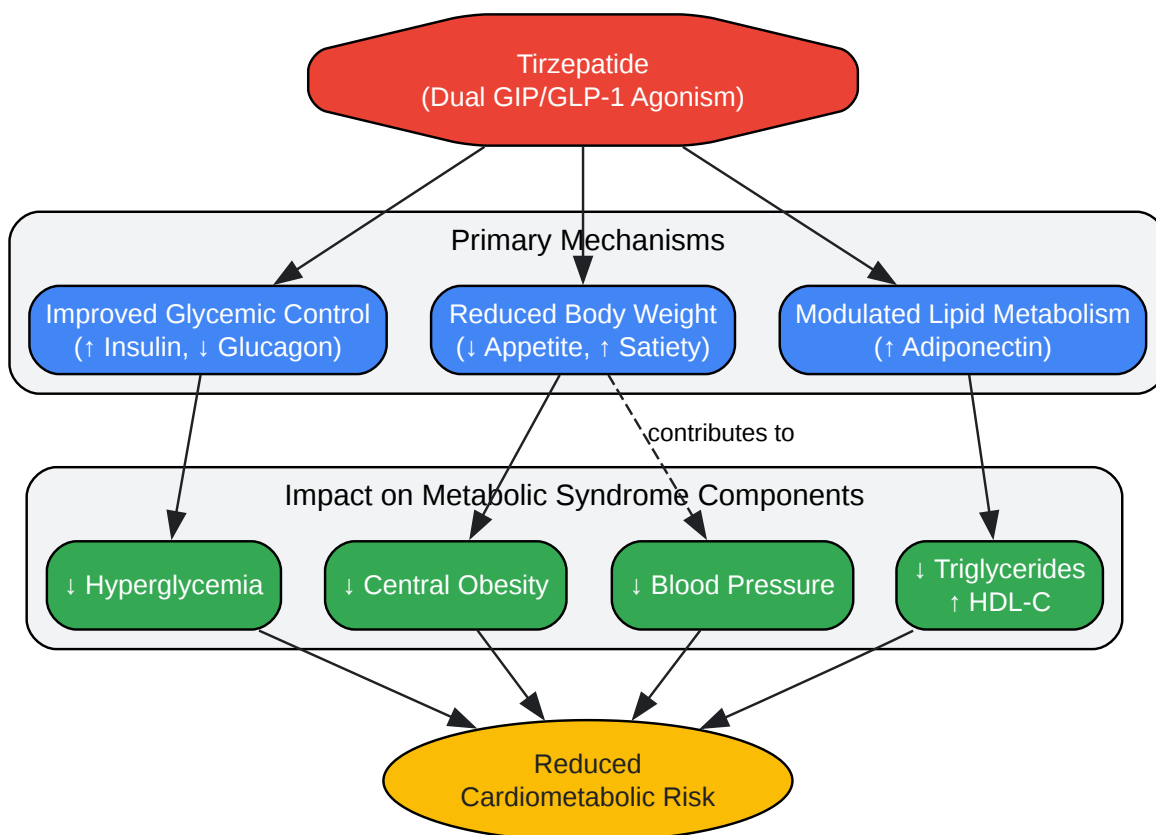 Tirzepatide
(Dual GIP/GLP-1 Agonism)
Primary Mechanisms
Improved Glycemic Control
(↑ Insulin, ↓ Glucagon)
Reduced Body Weight
(↓ Appetite, ↑ Satiety)
Modulated Lipid Metabolism
(↑ Adiponectin)
contributes to
Impact on Metabolic Syndrome Components
↓ Hyperglycemia
↓ Central Obesity
↓ Blood Pressure
↓ Triglycerides
↑ HDL-C
Reduced
Cardiometabolic Risk